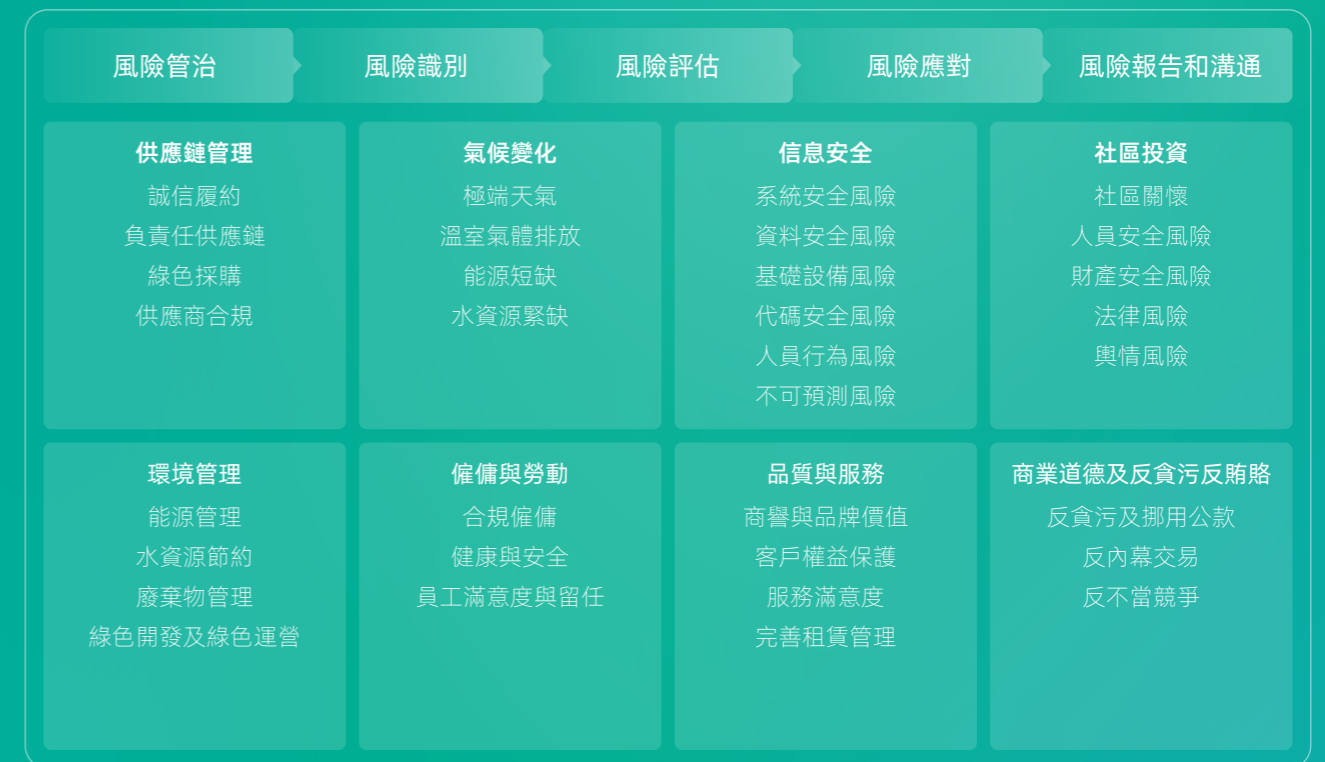 風險管治
風險識別
風險評估
風險應對
風險報告和溝通
供應鏈管理
誠信履約
負責任供應鏈
綠色採購
供應商合規
氣候變化
極端天氣
溫室氣體排放
能源短缺
水資源緊缺
信息安全
系統安全風險
資料安全風險
基礎設備風險
代碼安全風險
人員行為風險
不可預測風險
社區投資
社區關懷
人員安全風險
財產安全風險
法律風險
輿情風險
環境管理
能源管理
水資源節約
廢棄物管理
綠色開發及綠色運營
僱傭與勞動
合規僱傭
健康與安全
員工滿意度與留任
品質與服務
商譽與品牌價值
客戶權益保護
服務滿意度
完善租賃管理
商業道德及反貪污反賄賂
反貪污及挪用公款
反內幕交易
反不當競爭